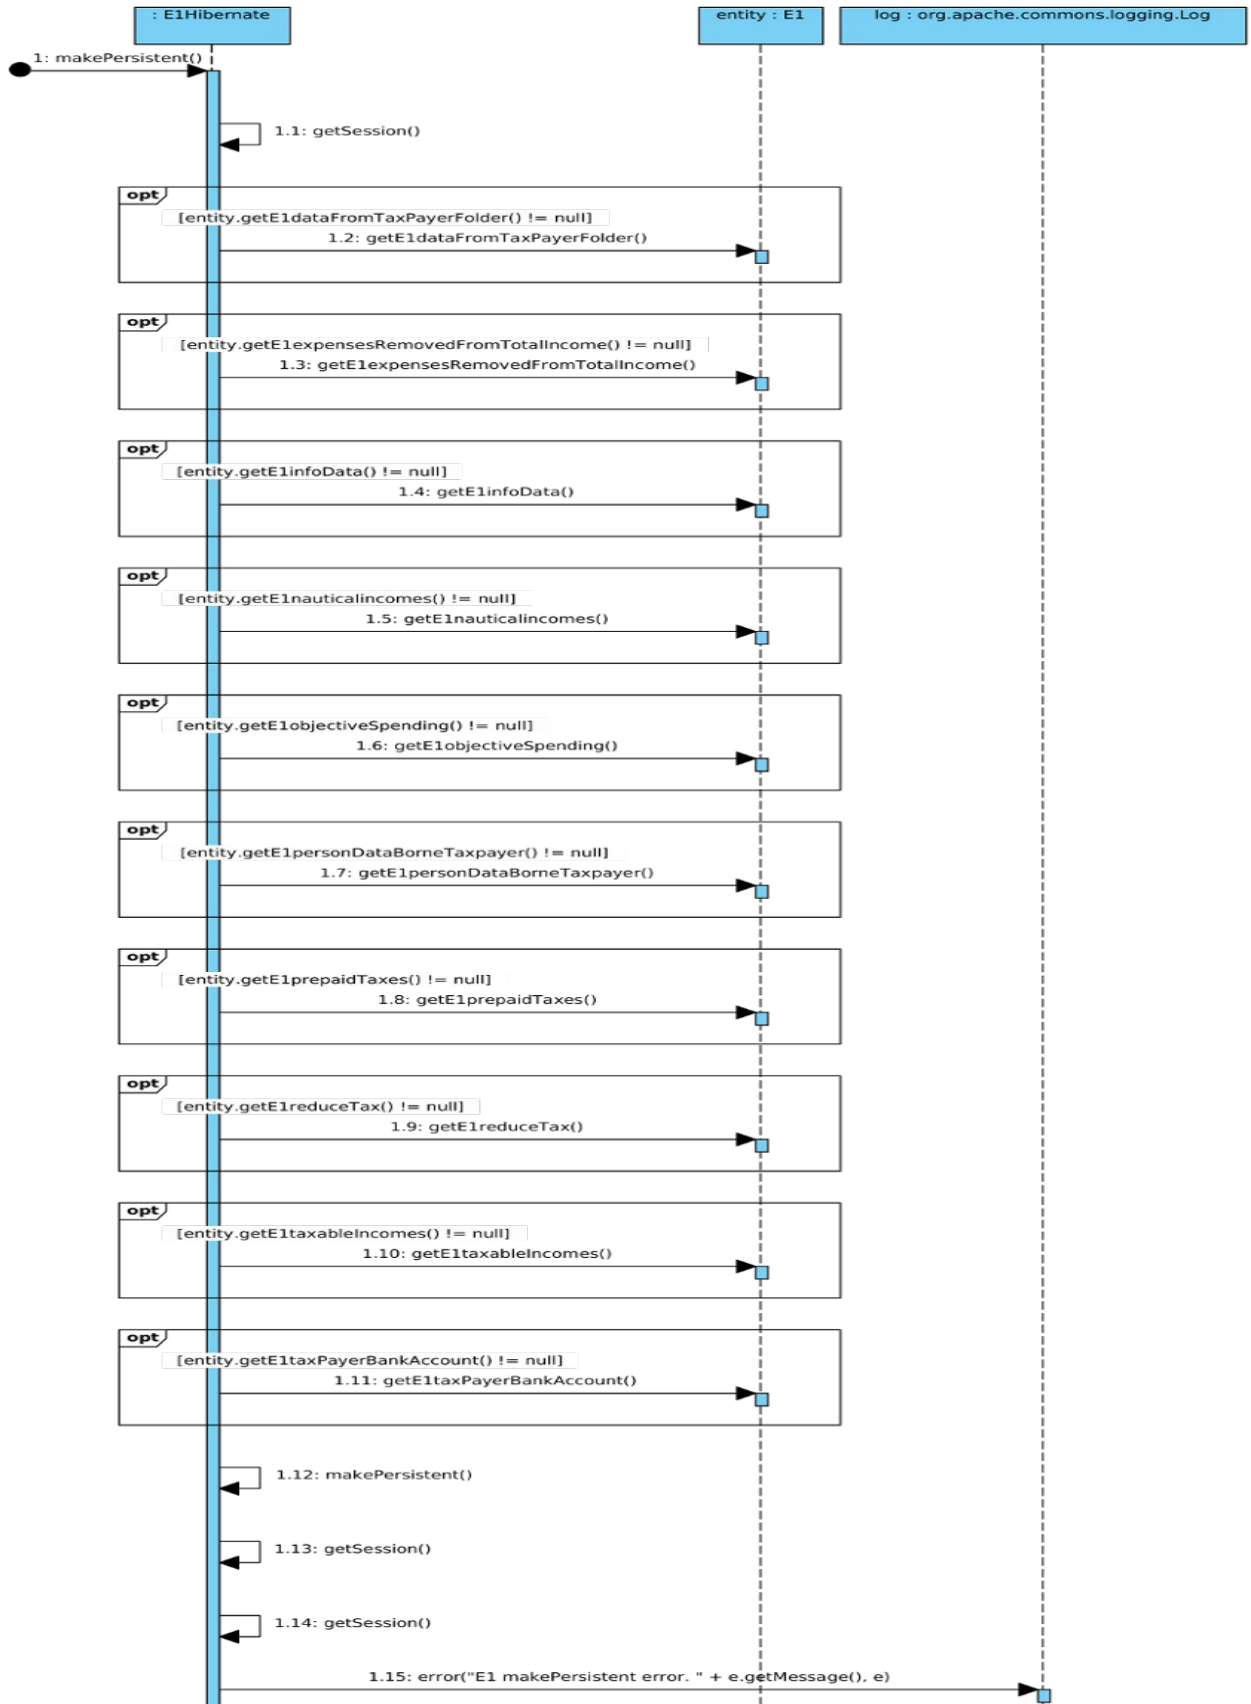 : E1Hibernate
entity : E1
log : org.apache.commons.logging.Log
1: makePersistent()
1.1: getSession()
opt
[entity.getE1dataFromTaxPayerFolder() != null]
1.2: getE1dataFromTaxPayerFolder()
opt
[entity.getE1expensesRemovedFromTotalIncome() != null]
1.3: getE1expensesRemovedFromTotalIncome()
opt
[entity.getE1infoData() != null]
1.4: getE1infoData()
opt
[entity.getE1nauticalincomes() != null]
1.5: getE1nauticalincomes()
opt
[entity.getE1objectiveSpending() != null]
1.6: getE1objectiveSpending()
opt
[entity.getE1personDataBorneTaxpayer() != null]
1.7: getE1personDataBorneTaxpayer()
opt
[entity.getE1prepaidTaxes() != null]
1.8: getE1prepaidTaxes()
opt
[entity.getE1reduceTax() != null]
1.9: getE1reduceTax()
opt
[entity.getE1taxableIncomes() != null]
1.10: getE1taxableIncomes()
opt
[entity.getE1taxPayerBankAccount() != null]
1.11: getE1taxPayerBankAccount()
1.12: makePersistent()
1.13: getSession()
1.14: getSession()
1.15: error("E1 makePersistent error. " + e.getMessage(), e)